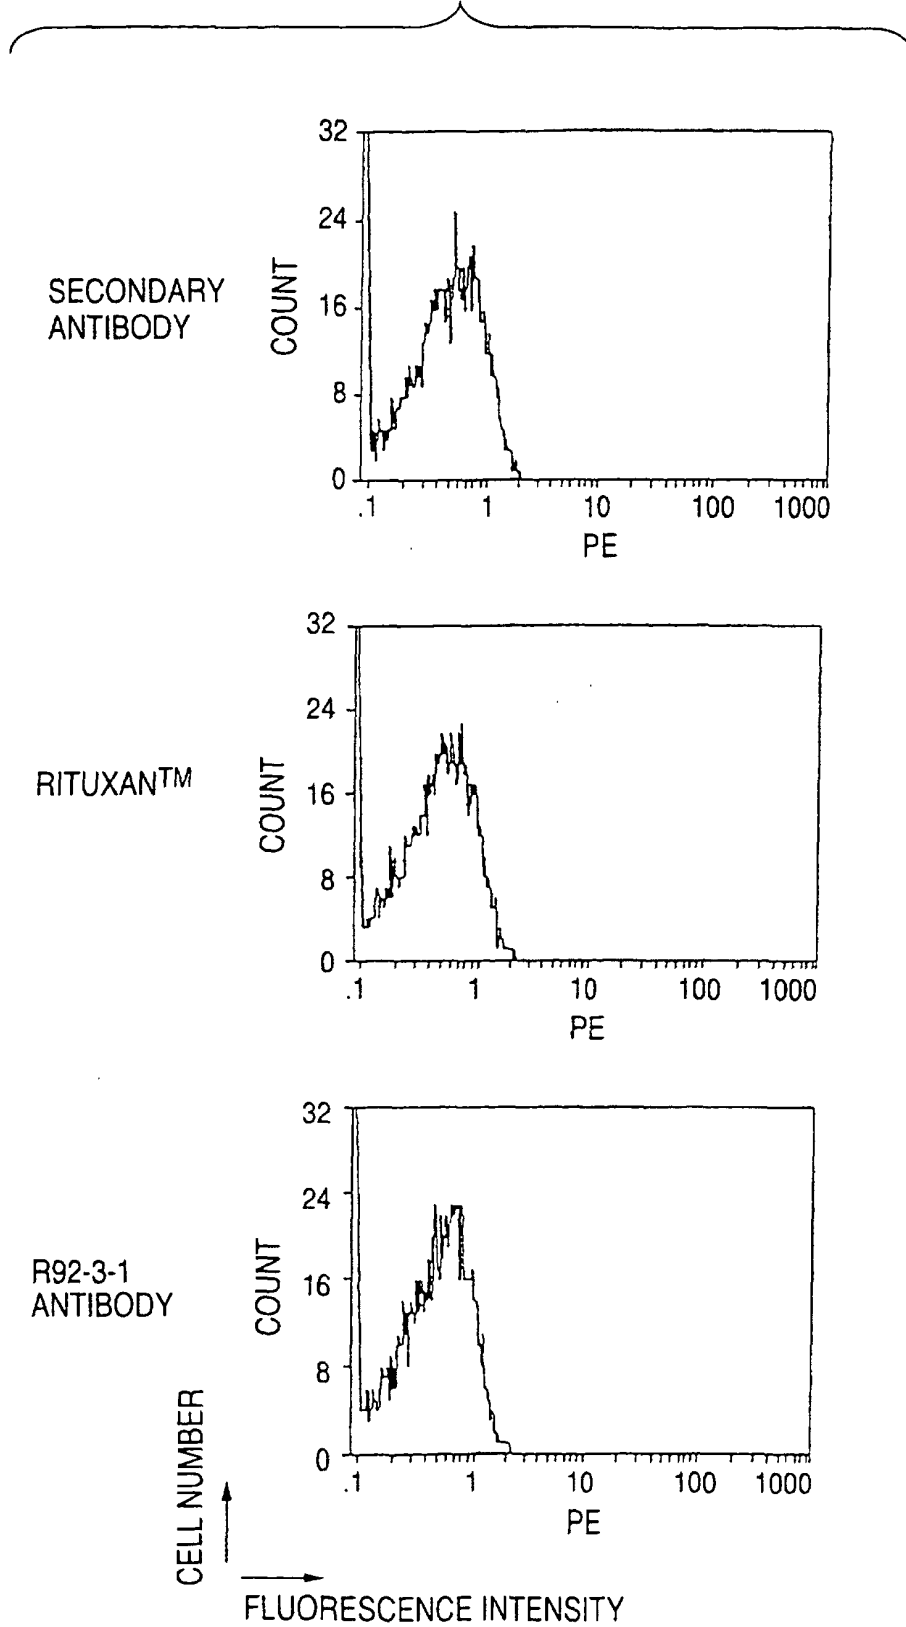 32
24
SECONDARY
ANTIBODY
COUNT
16
8
0
.1 1 10 100 1000
PE
32
24
RITUXAN™
COUNT
16
8
0
.1 1 10 100 1000
PE
32
24
R92-3-1
ANTIBODY
COUNT
16
8
0
.1 1 10 100 1000
PE
CELL NUMBER
FLUORESCENCE INTENSITY